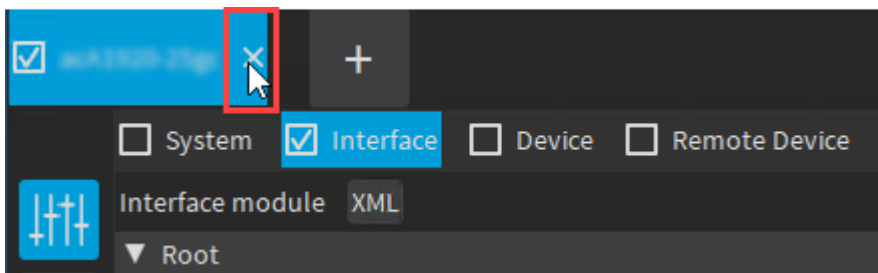 +
System Interface Device Remote Device
Interface module XML
Root